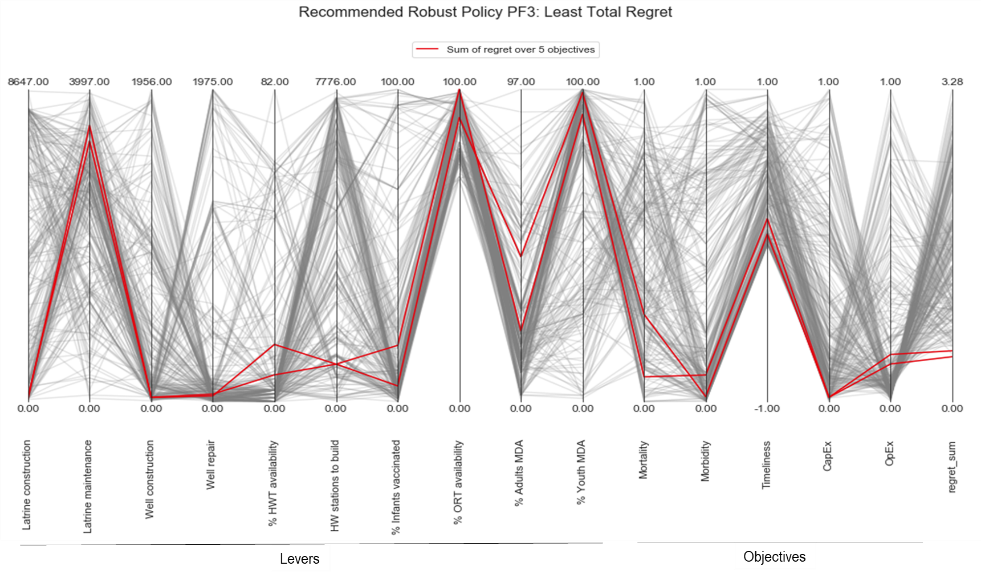 Recommended Robust Policy PF3: Least Total Regret
Sum of regret over 5 objectives
8647.00 3997.00 1956.00 1975.00 82.00 7776.00 100.00 100.00 97.00 100.00 1.00 1.00 1.00 1.00 1.00 3.28
0.00 0.00 0.00 0.00 0.00 0.00 0.00 0.00 0.00 0.00 0.00 0.00 -1.00 0.00 0.00 0.00
Latrine construction
Latrine maintenance
Well construction
Well repair
% HWT availability
HW stations to build
% Infants vaccinated
% ORT availability
% Adults MDA
% Youth MDA
Mortality
Morbidity
Timeliness
CapEx
OpEx
regret_sum
Levers
Objectives